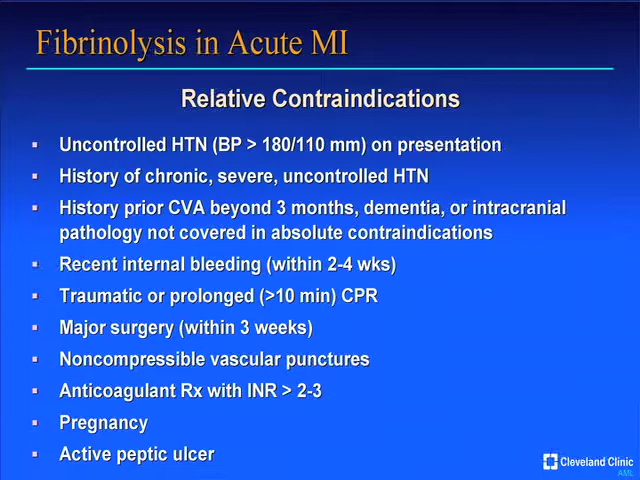 Fibrinolysis in Acute MI
Relative Contraindications
▪ Uncontrolled HTN (BP > 180/110 mm) on presentation
▪ History of chronic, severe, uncontrolled HTN
▪ History prior CVA beyond 3 months, dementia, or intracranial
pathology not covered in absolute contraindications
▪ Recent internal bleeding (within 2-4 wks)
▪ Traumatic or prolonged (>10 min) CPR
▪ Major surgery (within 3 weeks)
▪ Noncompressible vascular punctures
▪ Anticoagulant Rx with INR > 2-3
▪ Pregnancy
▪ Active peptic ulcer
Cleveland Clinic
AML